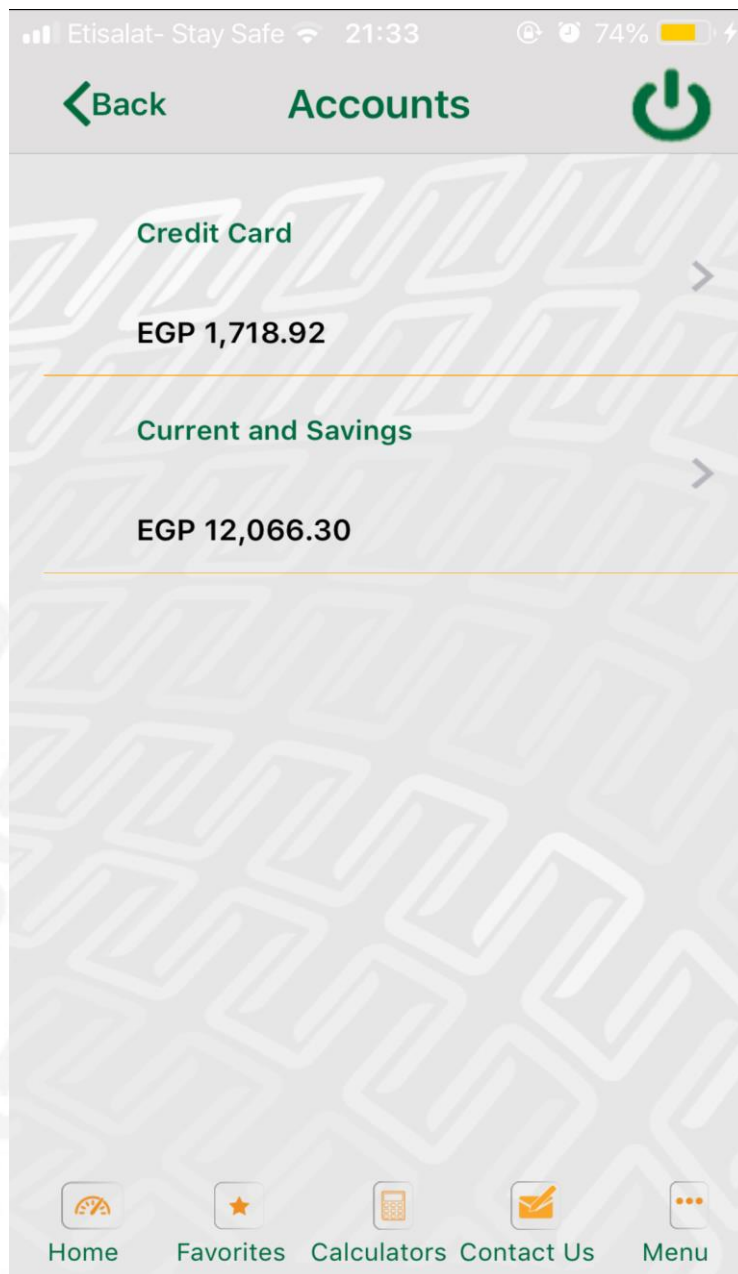 Etisalat- Stay Safe 21:33 74%
Back Accounts
Credit Card
EGP 1,718.92
Current and Savings
EGP 12,066.30
Home Favorites Calculators Contact Us Menu